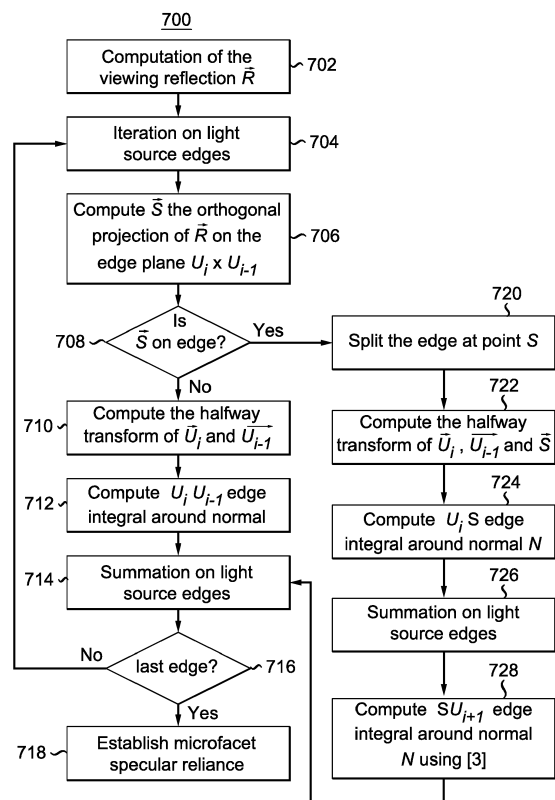 700
Computation of the
viewing reflection R⃗
702
Iteration on light
source edges
704
Compute S⃗ the orthogonal
projection of R⃗ on the
edge plane Uᵢ x Uᵢ₋₁
706
Is
S⃗ on edge?
708
Yes
No
Compute the halfway
transform of U⃗ᵢ and U⃗ᵢ₋₁
710
Compute Uᵢ Uᵢ₋₁ edge
integral around normal
712
Summation on light
source edges
714
last edge?
716
No
Yes
Establish microfacet
specular reliance
718
720
Split the edge at point S
722
Compute the halfway
transform of U⃗ᵢ , U⃗ᵢ₋₁ and S⃗
724
Compute Uᵢ S edge
integral around normal N
726
Summation on light
source edges
728
Compute SUᵢ₊₁ edge
integral around normal
N using [3]